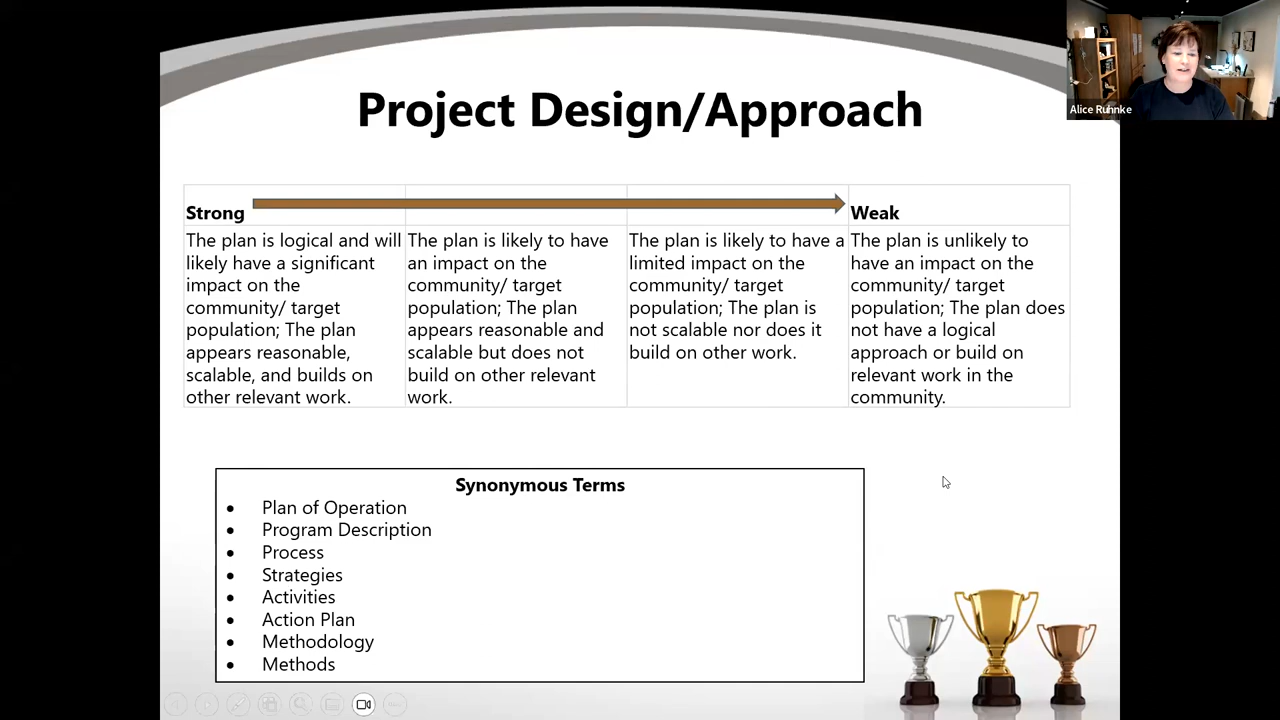 Project Design/Approach
Alice Ruhnke
Strong
Weak
The plan is logical and will
likely have a significant
impact on the
community/ target
population; The plan
appears reasonable,
scalable, and builds on
other relevant work.
The plan is likely to have
an impact on the
community/ target
population; The plan
appears reasonable and
scalable but does not
build on other relevant
work.
The plan is likely to have a
limited impact on the
community/ target
population; The plan is
not scalable nor does it
build on other work.
The plan is unlikely to
have an impact on the
community/ target
population; The plan does
not have a logical
approach or build on
relevant work in the
community.
Synonymous Terms
• Plan of Operation
• Program Description
• Process
• Strategies
• Activities
• Action Plan
• Methodology
• Methods